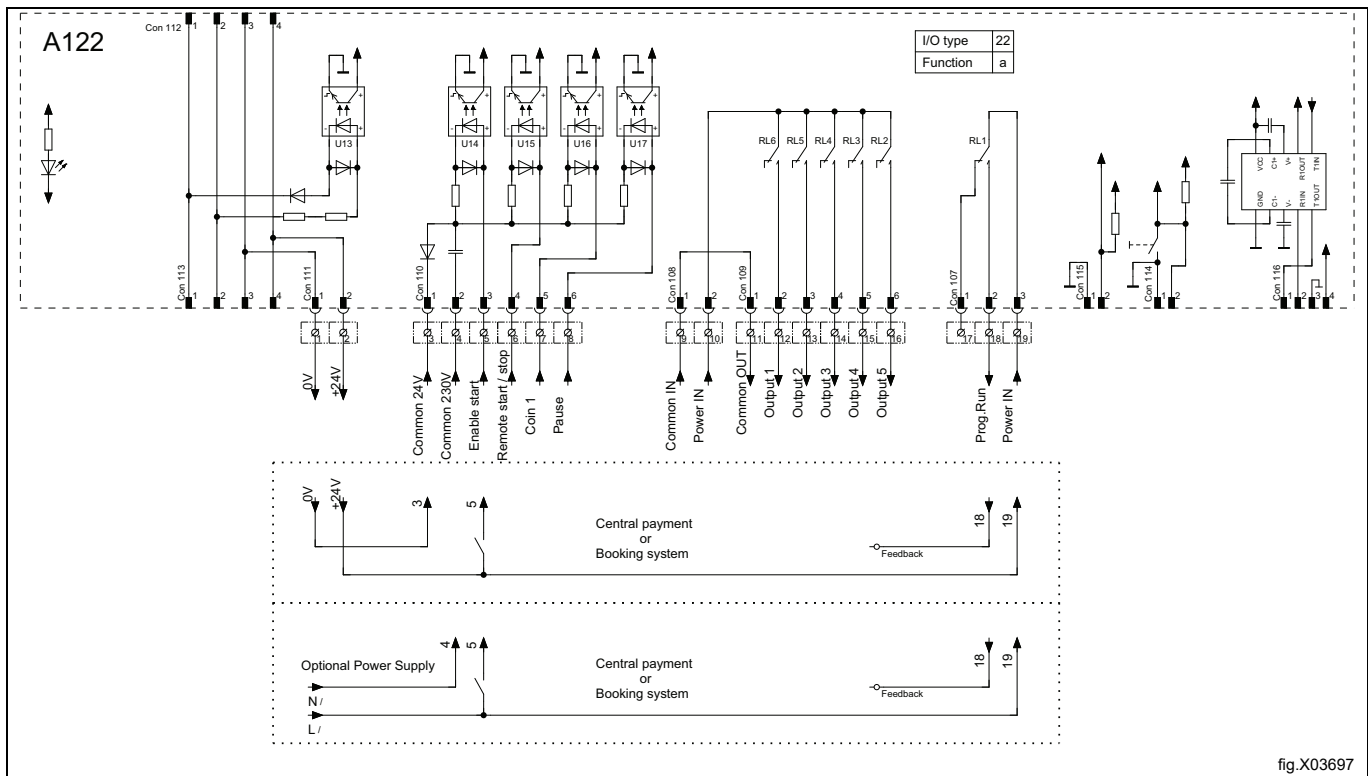 A122
Con 112
1
2
3
4
I/O type 22
Function a
- +
- +
- +
- +
- +
U13
U14
U15
U16
U17
RL6
RL5
RL4
RL3
RL2
RL1
VCC
C1+
V+
R1OUT
T1IN
GND
C1-
V-
R1IN
T1OUT
Con 113
1
2
3
4
Con 111
1
2
Con 110
1
2
3
4
5
6
Con 108
1
2
Con 109
1
2
3
4
5
6
Con 107
1
2
3
Con 115
1
2
Con 114
1
2
Con 116
1
2
3
4
1
2
3
4
5
6
7
8
9
10
11
12
13
14
15
16
17
18
19
0V
+24V
Common 24V
Common 230V
Enable start
Remote start / stop
Coin 1
Pause
Common IN
Power IN
Common OUT
Output 1
Output 2
Output 3
Output 4
Output 5
Prog.Run
Power IN
0V
+24V
3
5
Central payment
or
Booking system
Feedback
18
19
Optional Power Supply
N /
L /
4
5
Central payment
or
Booking system
Feedback
18
19
fig.X03697